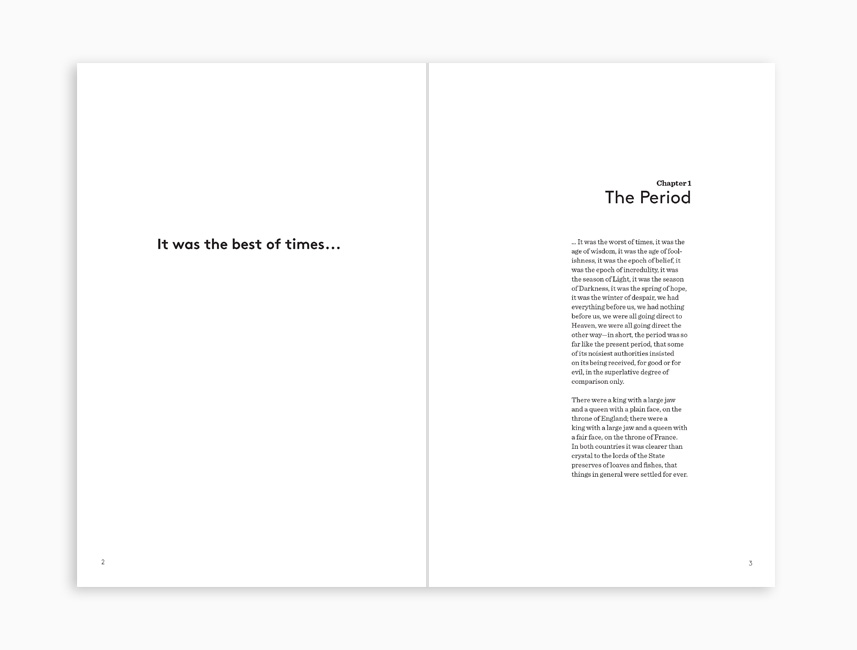 It was the best of times...
2
Chapter 1
The Period
... It was the worst of times, it was the
age of wisdom, it was the age of fool-
ishness, it was the epoch of belief, it
was the epoch of incredulity, it was
the season of Light, it was the season
of Darkness, it was the spring of hope,
it was the winter of despair, we had
everything before us, we had nothing
before us, we were all going direct to
Heaven, we were all going direct the
other way—in short, the period was so
far like the present period, that some
of its noisiest authorities insisted
on its being received, for good or for
evil, in the superlative degree of
comparison only.
There were a king with a large jaw
and a queen with a plain face, on the
throne of England; there were a
king with a large jaw and a queen with
a fair face, on the throne of France.
In both countries it was clearer than
crystal to the lords of the State
preserves of loaves and fishes, that
things in general were settled for ever.
3